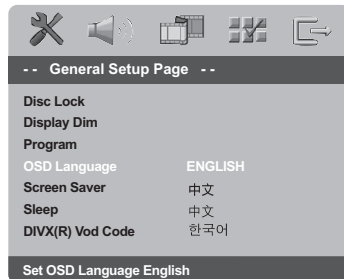 - - General Setup Page - -
Disc Lock
Display Dim
Program
OSD Language ENGLISH
Screen Saver 中文
Sleep 中文
DIVX(R) Vod Code 한국어
Set OSD Language English